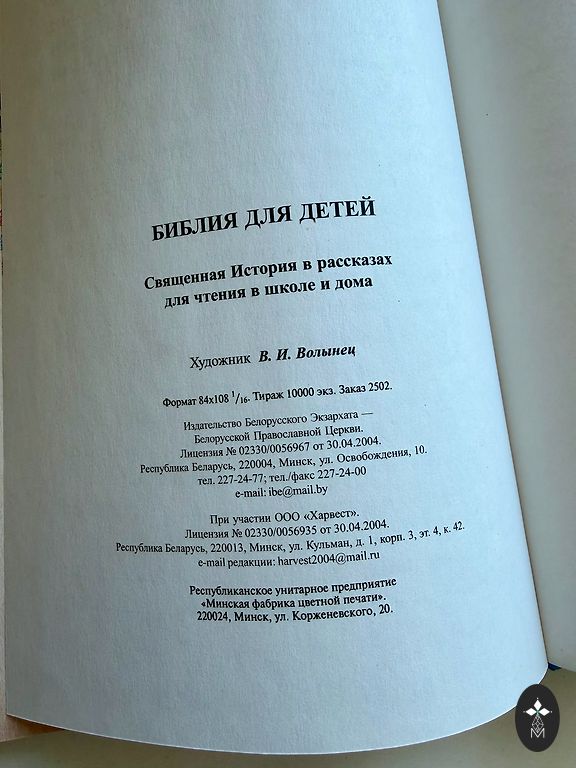 БИБЛИЯ ДЛЯ ДЕТЕЙ
Священная История в рассказах
для чтения в школе и дома
Художник В. И. Волынец
Формат 84x108 1/16. Тираж 10000 экз. Заказ 2502.
Издательство Белорусского Экзархата —
Белорусской Православной Церкви.
Лицензия № 02330/0056967 от 30.04.2004.
Республика Беларусь, 220004, Минск, ул. Освобождения, 10.
тел. 227-24-77; тел./факс 227-24-00
e-mail: ibe@mail.by
При участии ООО «Харвест».
Лицензия № 02330/0056935 от 30.04.2004.
Республика Беларусь, 220013, Минск, ул. Кульман, д. 1, корп. 3, эт. 4, к. 42.
e-mail редакции: harvest2004@mail.ru
Республиканское унитарное предприятие
«Минская фабрика цветной печати».
220024, Минск, ул. Корженевского, 20.